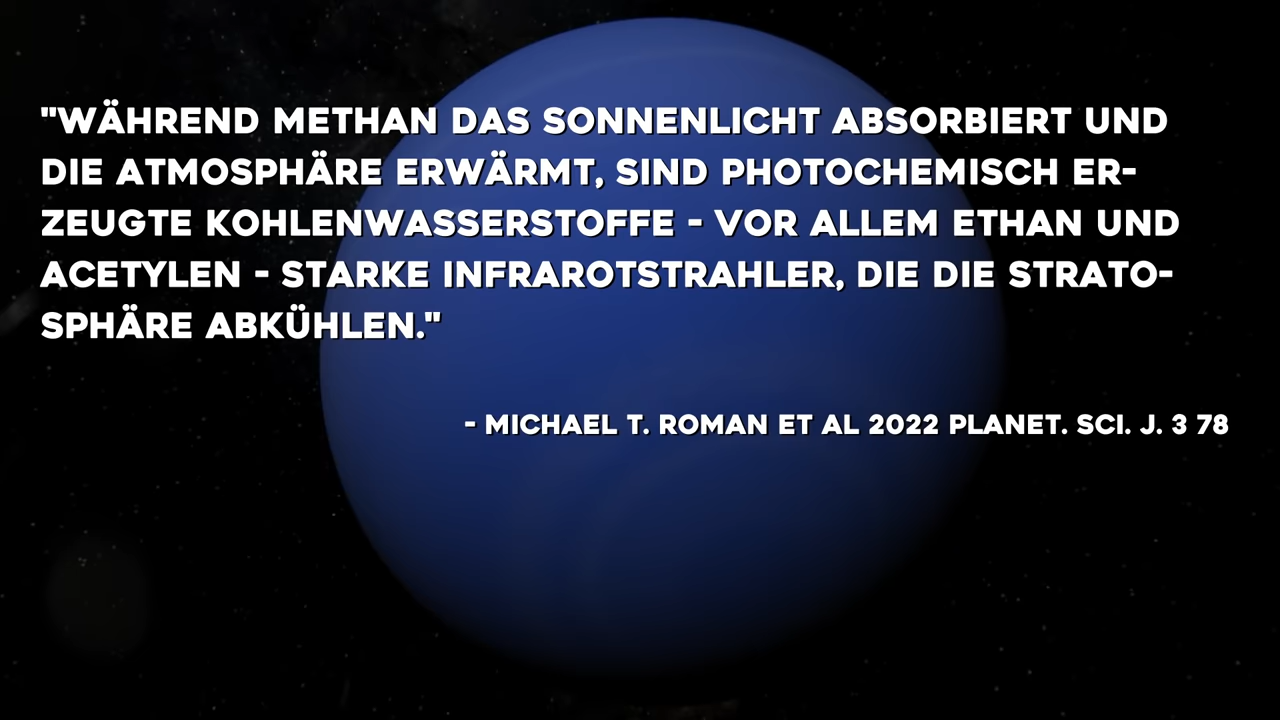 "WÄHREND METHAN DAS SONNENLICHT ABSORBIERT UND
DIE ATMOSPHÄRE ERWÄRMT, SIND PHOTOCHEMISCH ER-
ZEUGTE KOHLENWASSERSTOFFE - VOR ALLEM ETHAN UND
ACETYLEN - STARKE INFRAROTSTRAHLER, DIE DIE STRATO-
SPHÄRE ABKÜHLEN."
- MICHAEL T. ROMAN ET AL 2022 PLANET. SCI. J. 3 78